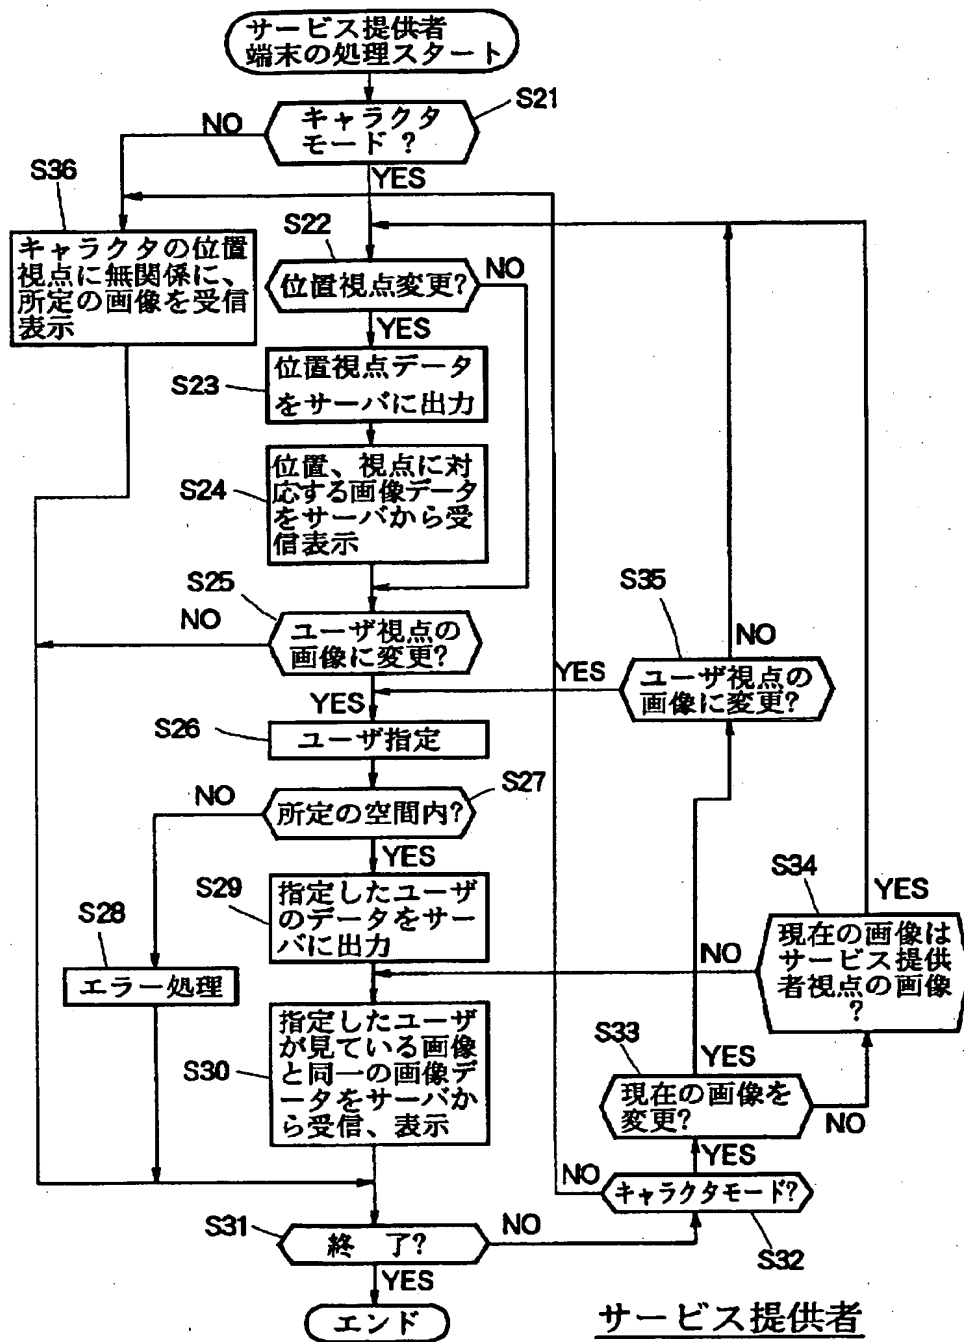 サービス提供者
端末の処理スタート
S21
キャラクタ
モード?
NO
YES
S36
キャラクタの位置
視点に無関係に、
所定の画像を受信
表示
S22
位置視点変更?
NO
YES
S23
位置視点データ
をサーバに出力
S24
位置、視点に対
応する画像データ
をサーバから受
信表示
S25
ユーザ視点の
画像に変更?
NO
YES
S35
ユーザ視点の
画像に変更?
NO
YES
S26
ユーザ指定
S27
所定の空間内?
NO
YES
S28
エラー処理
S29
指定したユーザ
のデータをサー
バに出力
S34
現在の画像は
サービス提供
者視点の画像
?
YES
NO
S30
指定したユーザ
が見ている画像
と同一の画像デ
ータをサーバか
ら受信、表示
S33
現在の画像を
変更?
YES
NO
S32
キャラクタモード?
YES
NO
S31
終 了?
NO
YES
エンド
サービス提供者